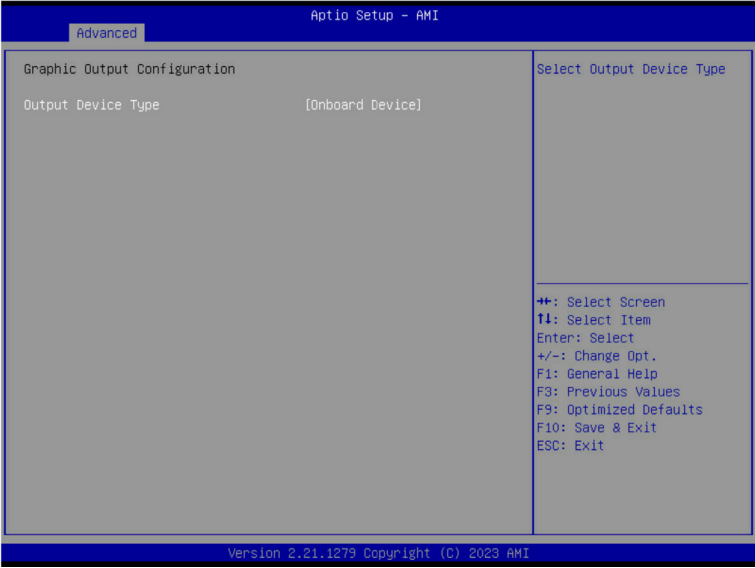 Aptio Setup – AMI
Advanced
Graphic Output Configuration
Output Device Type [Onboard Device]
Select Output Device Type
→←: Select Screen
↑↓: Select Item
Enter: Select
+/-: Change Opt.
F1: General Help
F3: Previous Values
F9: Optimized Defaults
F10: Save & Exit
ESC: Exit
Version 2.21.1279 Copyright (C) 2023 AMI